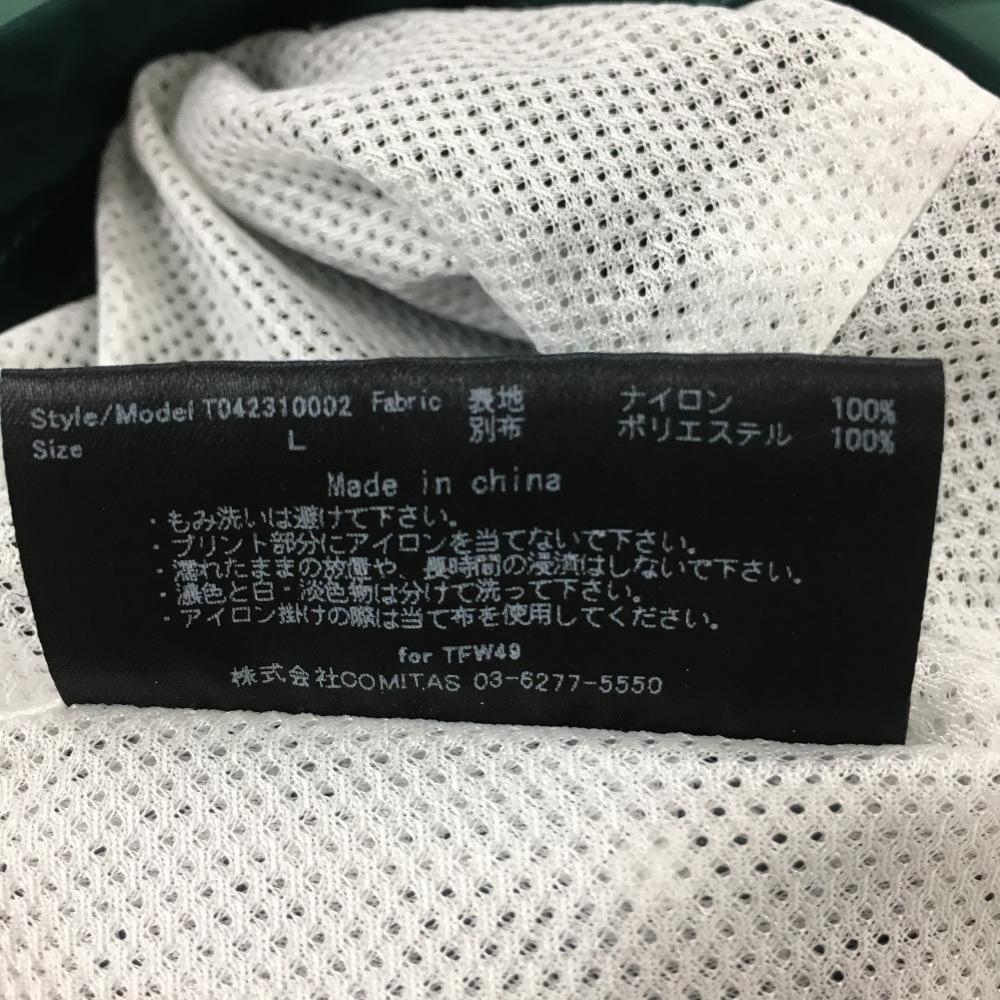 Style/Model T042310002 Fabric 表地 ナイロン 100%
Size L 別布 ポリエステル 100%
Made in china
・もみ洗いは避けて下さい。
・プリント部分にアイロンを当てないで下さい。
・濡れたままの放置や、長時間の浸漬はしないで下さい。
・濃色と白・淡色物は分けて洗って下さい。
・アイロン掛けの際は当て布を使用してください。
for TFW49
株式会社COMITAS 03-6277-5550